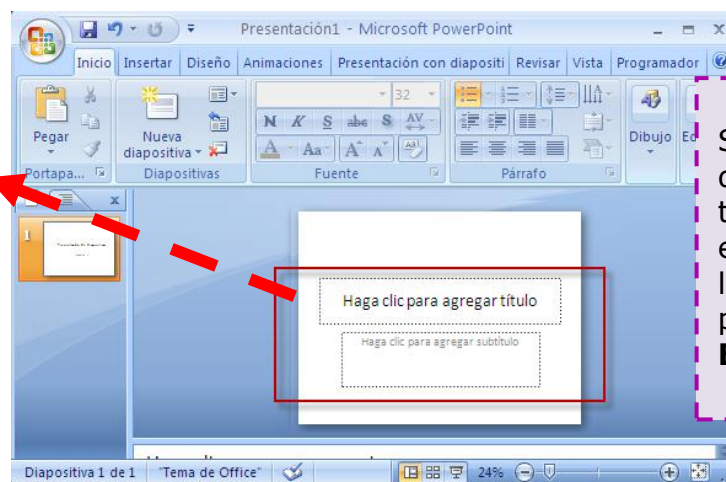 Presentación1 - Microsoft PowerPoint
Inicio Insertar Diseño Animaciones Presentación con diapositi Revisar Vista Programador
32
Pegar Nueva diapositiva N K S abe S AV Dibujo Ed
A Aa A A
Portapa... Diapositivas Fuente Párrafo
1
Haga clic para agregar título
Haga clic para agregar subtítulo
Diapositiva 1 de 1 "Tema de Office" 24%